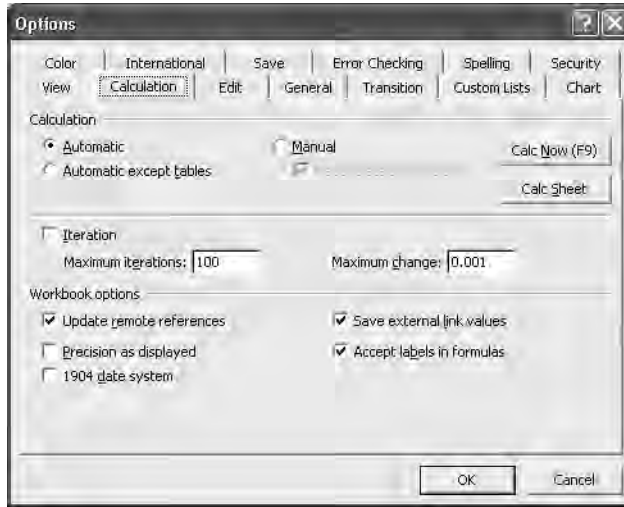 Options
Color International Save Error Checking Spelling Security
View Calculation Edit General Transition Custom Lists Chart
Calculation
Automatic Manual Calc Now (F9)
Automatic except tables
Calc Sheet
Iteration
Maximum iterations: 100 Maximum change: 0.001
Workbook options
Update remote references Save external link values
Precision as displayed Accept labels in formulas
1904 date system
OK Cancel